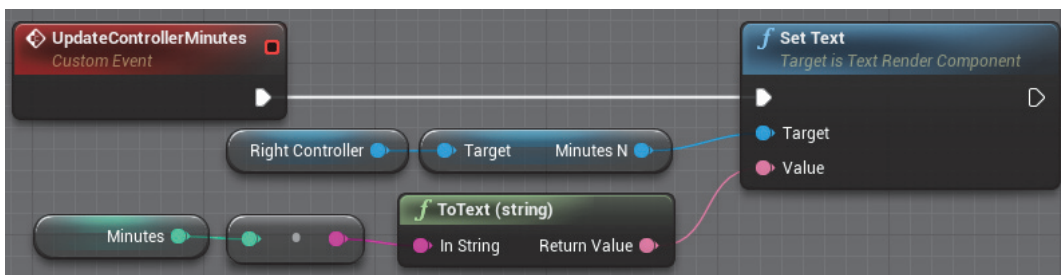 UpdateControllerMinutes
Custom Event
f Set Text
Target is Text Render Component
Right Controller
Target Minutes N
Target
Value
f ToText (string)
Minutes
In String Return Value